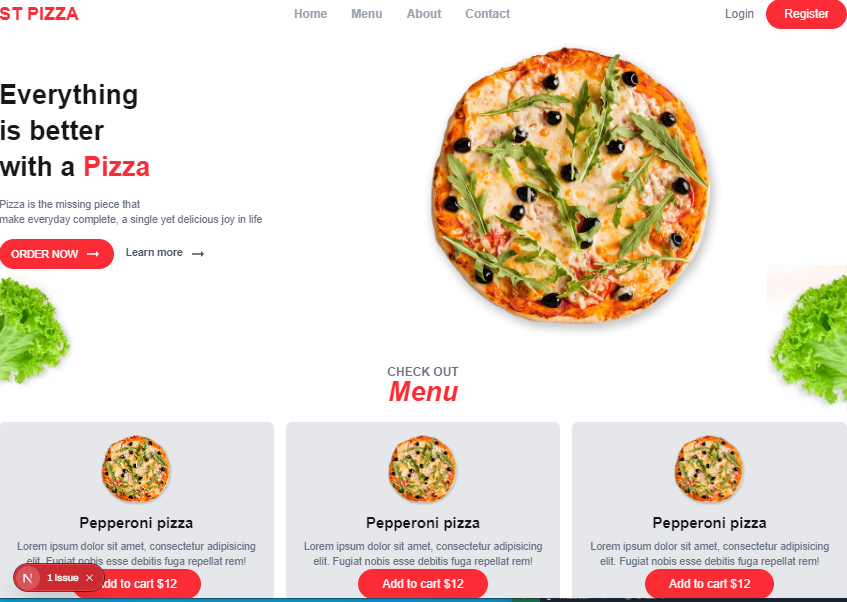 ST PIZZA
Home Menu About Contact
Login Register
Everything
is better
with a Pizza
Pizza is the missing piece that
make everyday complete, a single yet delicious joy in life
ORDER NOW → Learn more →
CHECK OUT
Menu
Pepperoni pizza
Lorem ipsum dolor sit amet, consectetur adipisicing
elit. Fugiat nobis esse debitis fuga repellat rem!
to cart $12
Pepperoni pizza
Lorem ipsum dolor sit amet, consectetur adipisicing
elit. Fugiat nobis esse debitis fuga repellat rem!
Add to cart $12
Pepperoni pizza
Lorem ipsum dolor sit amet, consectetur adipisicing
elit. Fugiat nobis esse debitis fuga repellat rem!
Add to cart $12
N 1 Issue ×